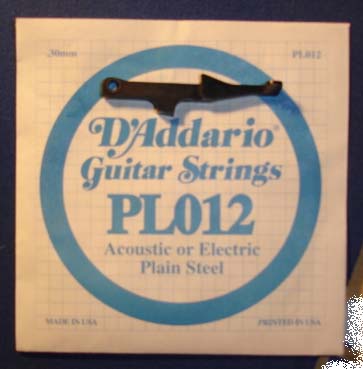 .30mm PL012
D'Addario®
Guitar Strings
PL012
Acoustic or Electric
Plain Steel
MADE IN USA PRINTED IN USA